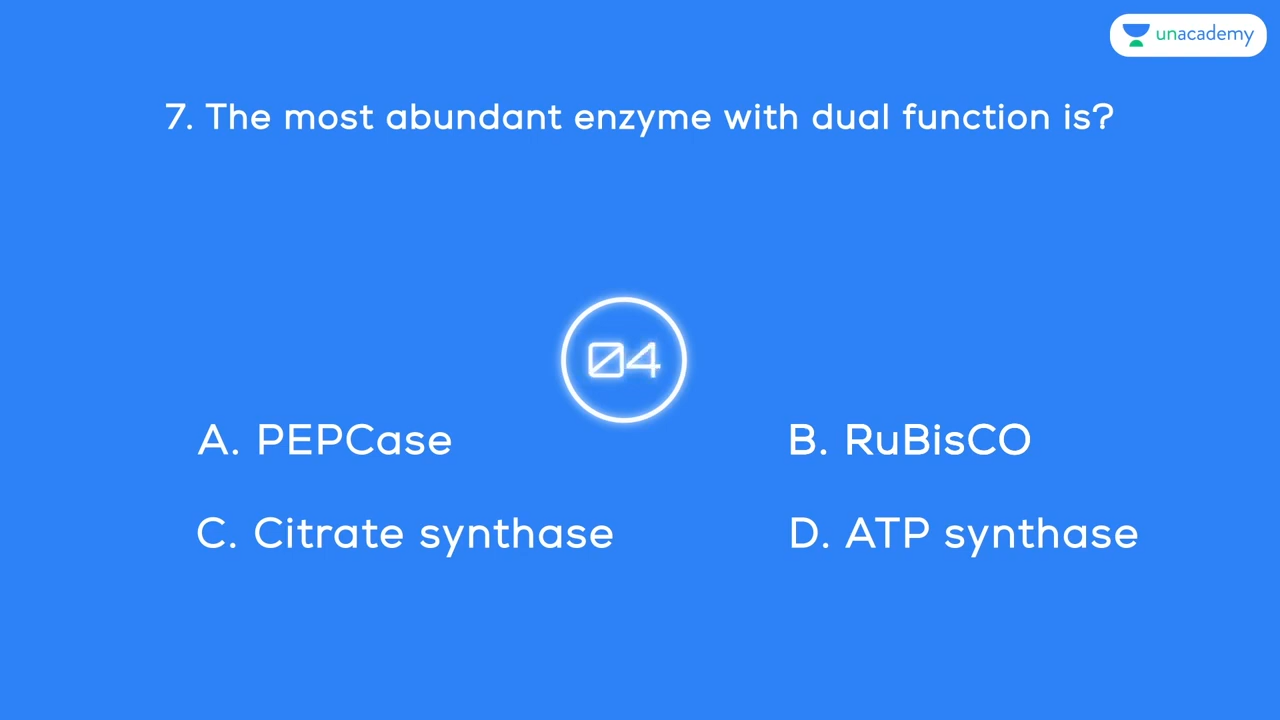 unacademy
7. The most abundant enzyme with dual function is?
04
A. PEPCase
B. RuBisCO
C. Citrate synthase
D. ATP synthase